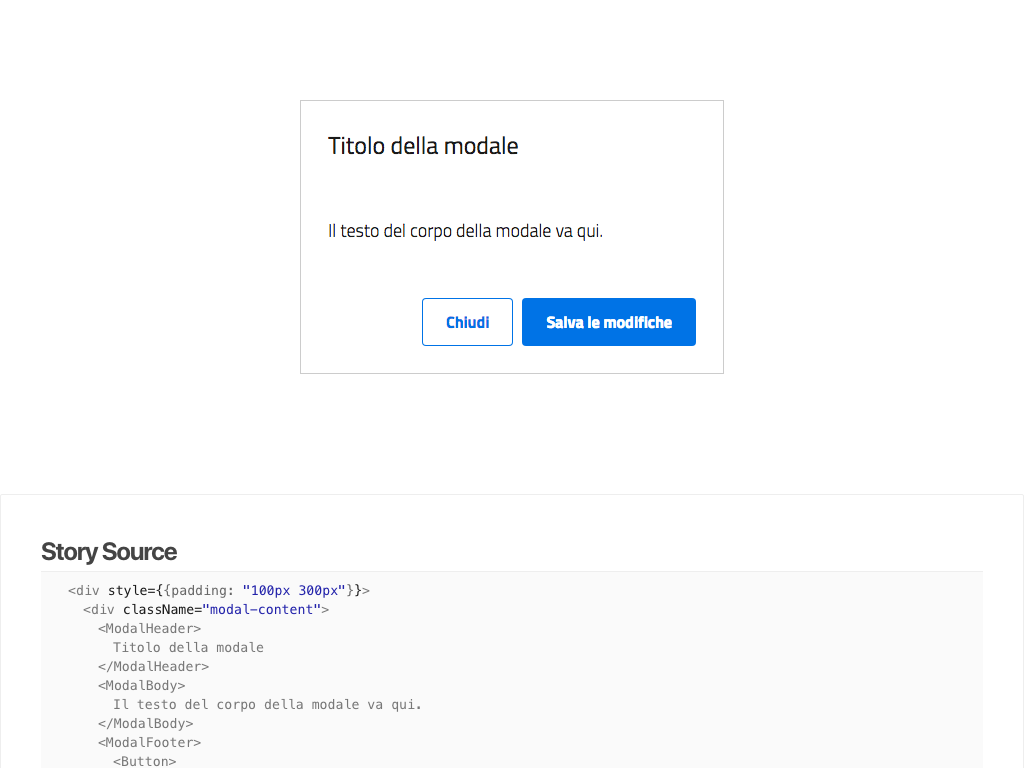 Titolo della modale
Il testo del corpo della modale va qui.
Chiudi
Salva le modifiche
Story Source
<div style={{padding: "100px 300px"}}>
<div className="modal-content">
<ModalHeader>
Titolo della modale
</ModalHeader>
<ModalBody>
Il testo del corpo della modale va qui.
</ModalBody>
<ModalFooter>
<Button>